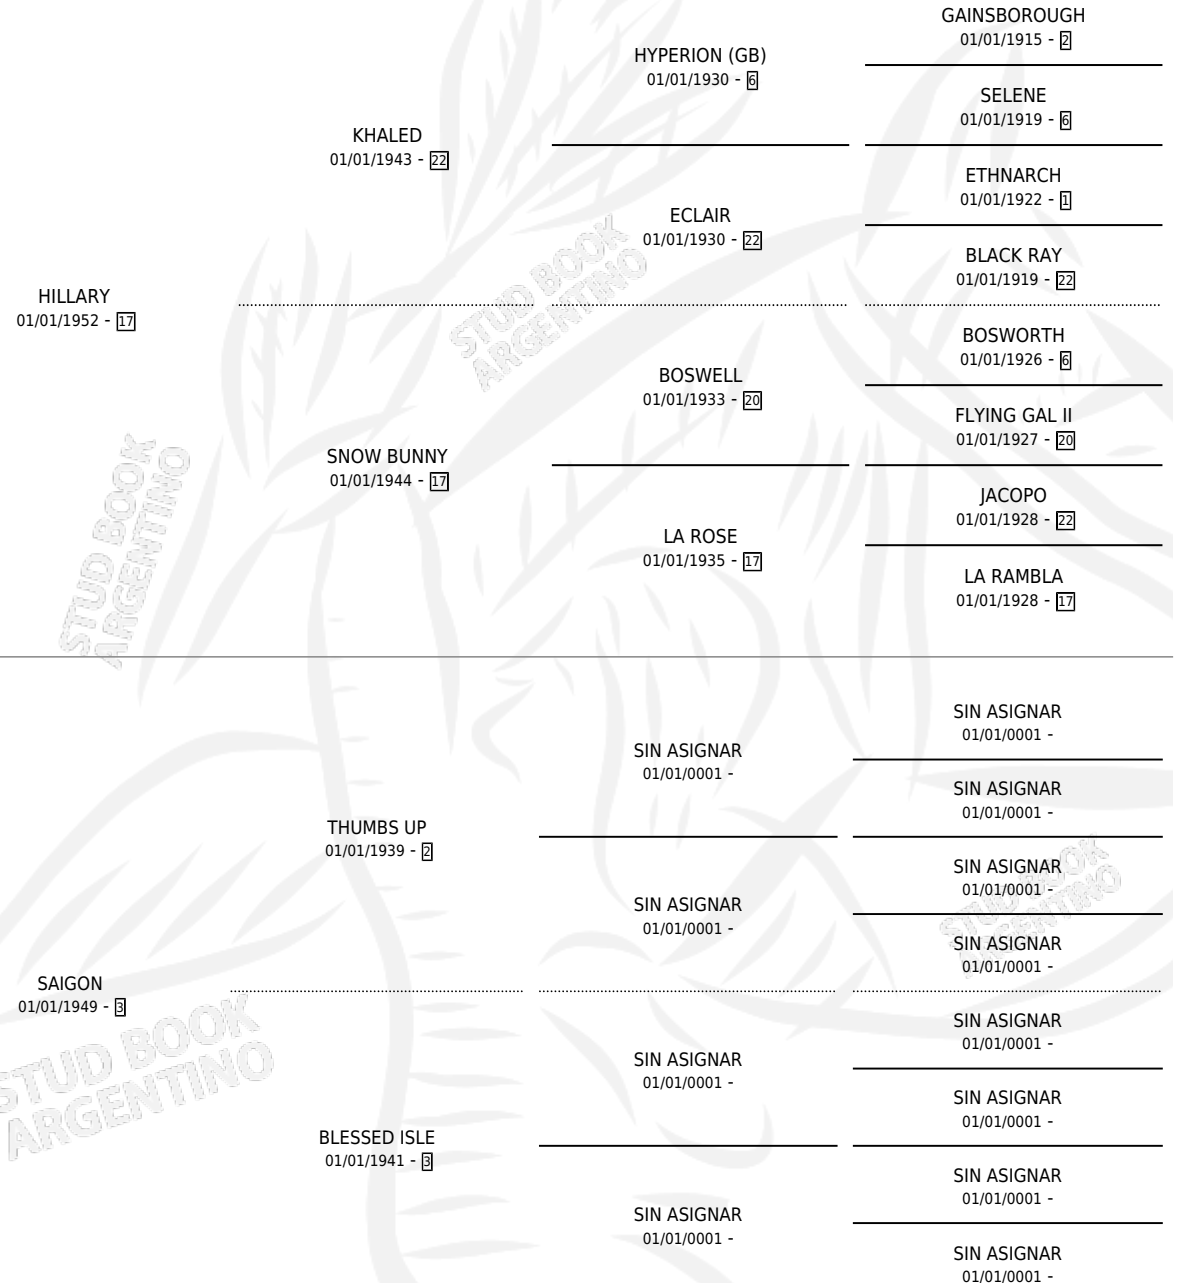 GAINSBOROUGH
01/01/1915 - 2
HYPERION (GB)
01/01/1930 - 6
SELENE
01/01/1919 - 6
KHALED
01/01/1943 - 22
ETHNARCH
01/01/1922 - 1
ECLAIR
01/01/1930 - 22
BLACK RAY
01/01/1919 - 22
HILLARY
01/01/1952 - 17
BOSWORTH
01/01/1926 - 6
BOSWELL
01/01/1933 - 20
FLYING GAL II
01/01/1927 - 20
SNOW BUNNY
01/01/1944 - 17
JACOPO
01/01/1928 - 22
LA ROSE
01/01/1935 - 17
LA RAMBLA
01/01/1928 - 17
SIN ASIGNAR
01/01/0001 -
SIN ASIGNAR
01/01/0001 -
SIN ASIGNAR
01/01/0001 -
THUMBS UP
01/01/1939 - 2
SIN ASIGNAR
01/01/0001 -
SIN ASIGNAR
01/01/0001 -
SIN ASIGNAR
01/01/0001 -
SAIGON
01/01/1949 - 3
SIN ASIGNAR
01/01/0001 -
SIN ASIGNAR
01/01/0001 -
SIN ASIGNAR
01/01/0001 -
BLESSED ISLE
01/01/1941 - 3
SIN ASIGNAR
01/01/0001 -
SIN ASIGNAR
01/01/0001 -
SIN ASIGNAR
01/01/0001 -
STUD BOOK
ARGENTINO
STUD BOOK
ARGENTINO
STUD BOOK
ARGENTINO
STUD BOOK
ARGENTINO